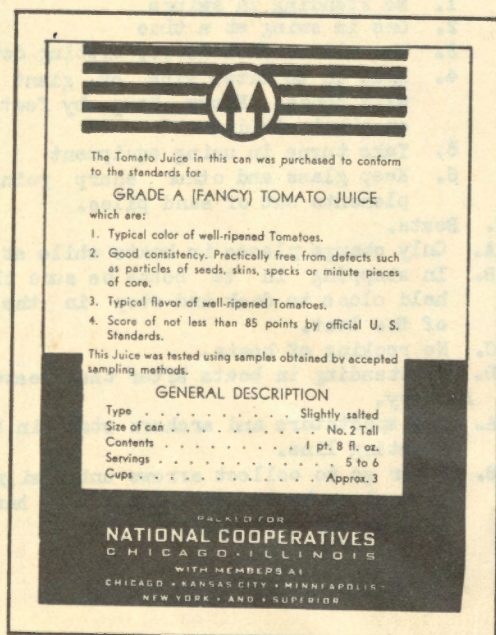 The Tomato Juice in this can was purchased to conform
to the standards for
GRADE A (FANCY) TOMATO JUICE
which are:
1. Typical color of well-ripened Tomatoes.
2. Good consistency. Practically free from defects such
as particles of seeds, skins, specks or minute pieces
of core.
3. Typical flavor of well-ripened Tomatoes.
4. Score of not less than 85 points by official U. S.
Standards.
This Juice was tested using samples obtained by accepted
sampling methods.
GENERAL DESCRIPTION
Type . . . . . . . . . . Slightly salted
Size of can . . . . . . . . . No. 2 Tall
Contents . . . . . . . . 1 pt. 8 fl. oz.
Servings . . . . . . . . . . . 5 to 6
Cups . . . . . . . . . . . Approx. 3
PACKED FOR
NATIONAL COOPERATIVES
CHICAGO · ILLINOIS
WITH MEMBERS AT
CHICAGO • KANSAS CITY • MINNEAPOLIS
NEW YORK • AND • SUPERIOR